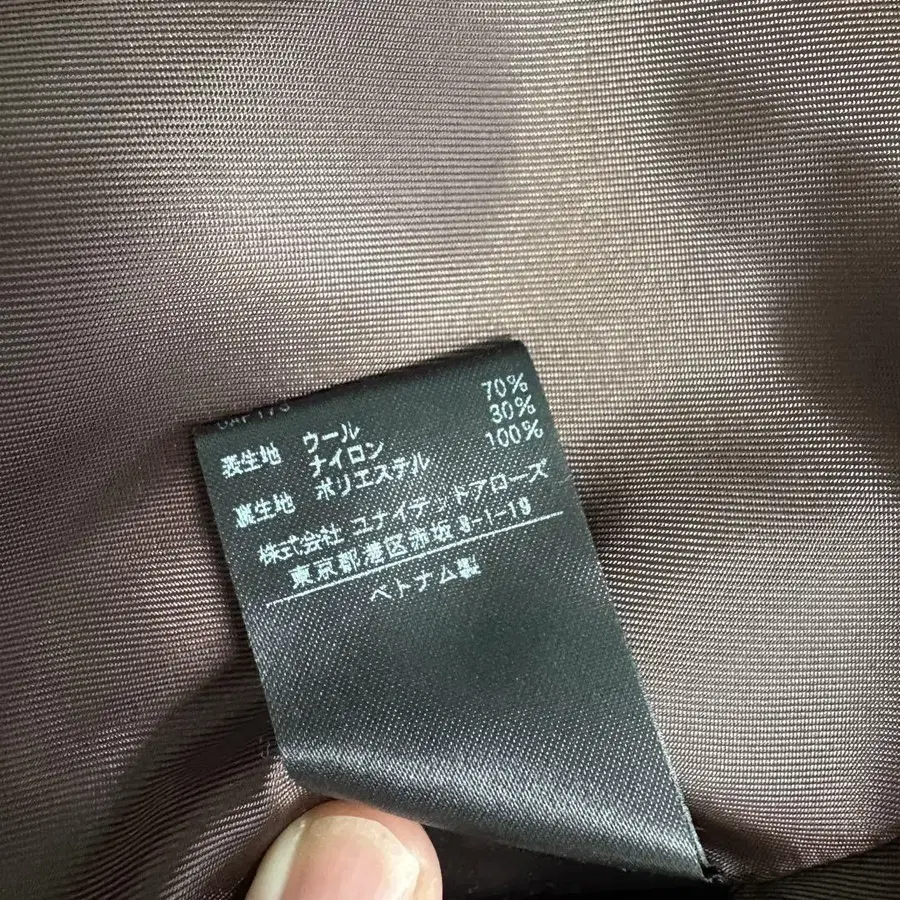 表生地 ウール 70%
ナイロン 30%
裏生地 ポリエステル 100%
株式会社 ユナイテッドアローズ
東京都港区赤坂 3-1-19
ベトナム製